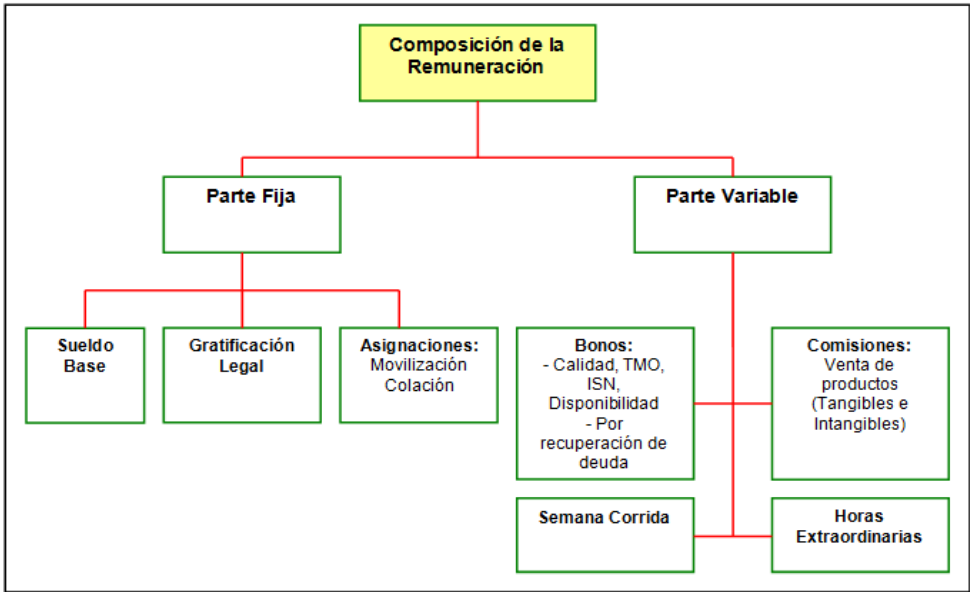 Composición de la
Remuneración
Parte Fija
Parte Variable
Sueldo
Base
Gratificación
Legal
Asignaciones:
Movilización
Colación
Bonos:
- Calidad, TMO,
ISN,
Disponibilidad
- Por
recuperación de
deuda
Comisiones:
Venta de
productos
(Tangibles e
Intangibles)
Semana Corrida
Horas
Extraordinarias